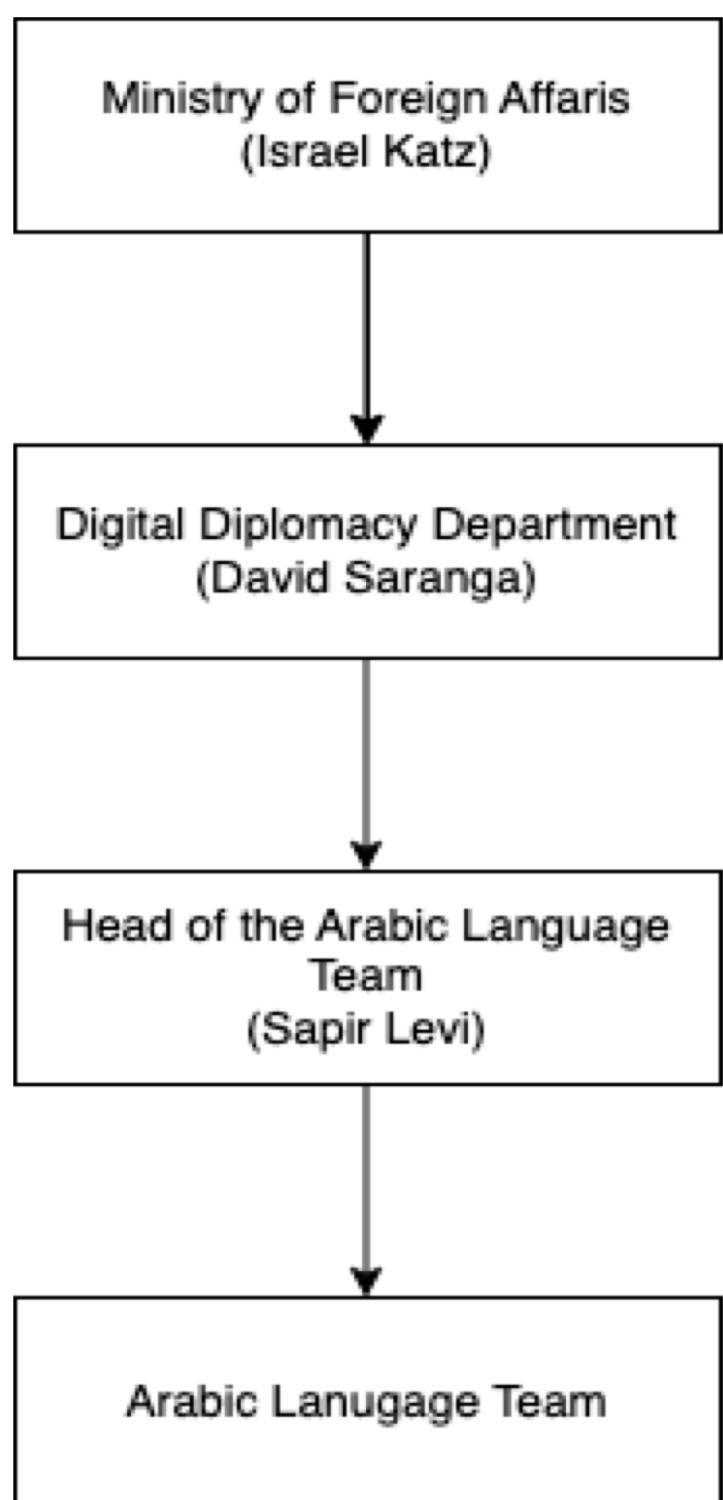 Ministry of Foreign Affaris
(Israel Katz)
Digital Diplomacy Department
(David Saranga)
Head of the Arabic Language
Team
(Sapir Levi)
Arabic Lanugage Team